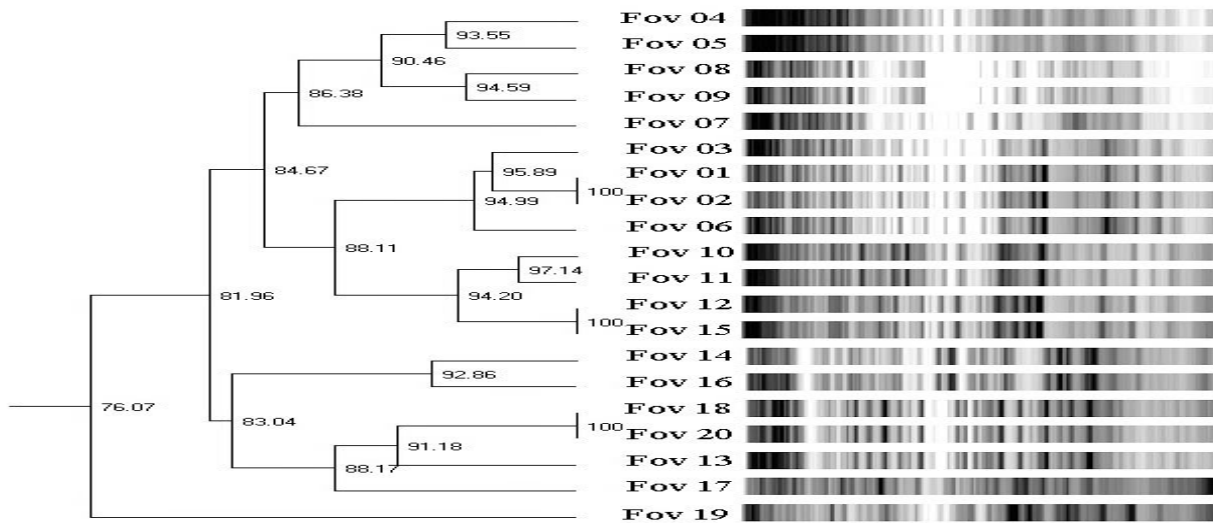 93.55 Fov 04
90.46 Fov 05
94.59 Fov 08
86.38 Fov 09
Fov 07
95.89 Fov 03
84.67 100 Fov 01
94.99 Fov 02
88.11 Fov 06
97.14 Fov 10
94.20 Fov 11
81.96 100 Fov 12
Fov 15
92.86 Fov 14
76.07 83.04 Fov 16
100 Fov 18
91.18 Fov 20
88.17 Fov 13
Fov 17
Fov 19